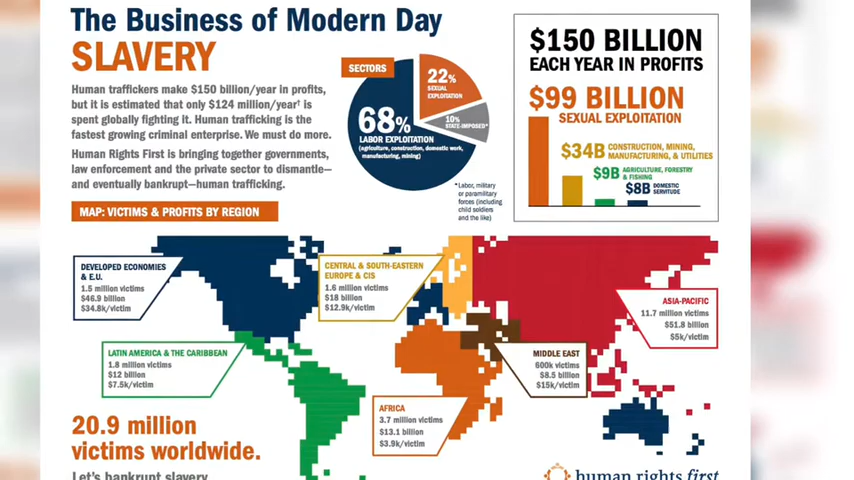 The Business of Modern Day
SLAVERY
Human traffickers make $150 billion/year in profits,
but it is estimated that only $124 million/year† is
spent globally fighting it. Human trafficking is the
fastest growing criminal enterprise. We must do more.
Human Rights First is bringing together governments,
law enforcement and the private sector to dismantle—
and eventually bankrupt—human trafficking.
MAP: VICTIMS & PROFITS BY REGION
SECTORS
22%
SEXUAL
EXPLOITATION
10%
STATE-IMPOSED*
68%
LABOR EXPLOITATION
(agriculture, construction, domestic work,
manufacturing, mining)
*Labor, military
or paramilitary
forces (including
child soldiers
and the like)
$150 BILLION
EACH YEAR IN PROFITS
$99 BILLION
SEXUAL EXPLOITATION
$34B CONSTRUCTION, MINING,
MANUFACTURING, & UTILITIES
$9B AGRICULTURE, FORESTRY
& FISHING
$8B DOMESTIC
SERVITUDE
DEVELOPED ECONOMIES
& E.U.
1.5 million victims
$46.9 billion
$34.8k/victim
CENTRAL & SOUTH-EASTERN
EUROPE & CIS
1.6 million victims
$18 billion
$12.9k/victim
ASIA-PACIFIC
11.7 million victims
$51.8 billion
$5k/victim
LATIN AMERICA & THE CARIBBEAN
1.8 million victims
$12 billion
$7.5k/victim
MIDDLE EAST
600k victims
$8.5 billion
$15k/victim
AFRICA
3.7 million victims
$13.1 billion
$3.9k/victim
20.9 million
victims worldwide.
Let's bankrupt slavery
human rights first